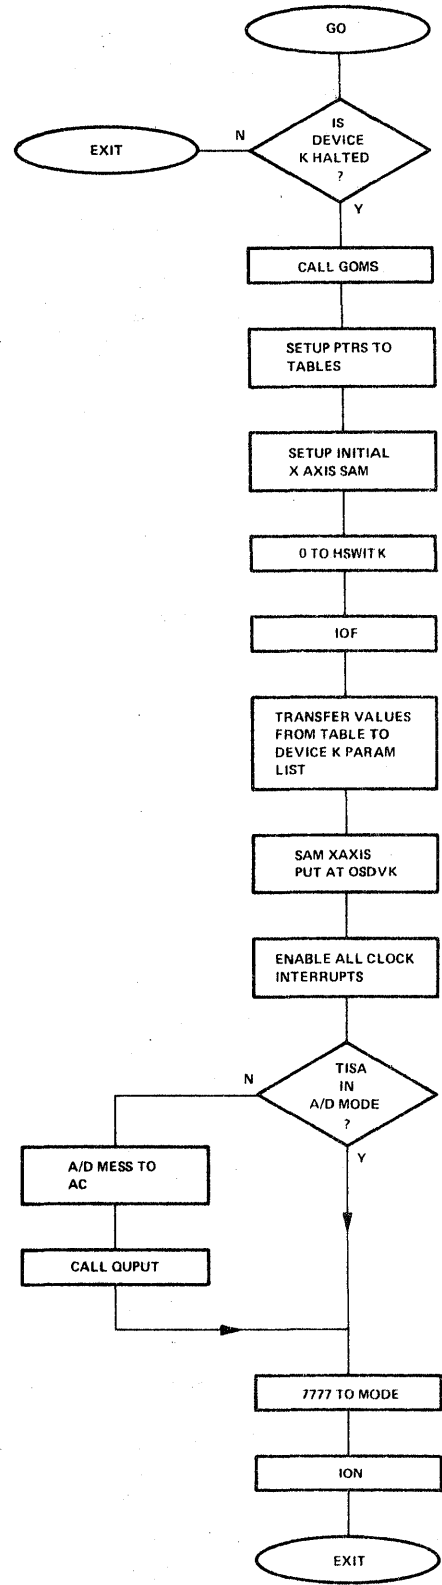 GO
IS
DEVICE
K HALTED
?
N
EXIT
Y
CALL GOMS
SETUP PTRS TO
TABLES
SETUP INITIAL
X AXIS SAM
0 TO HSWIT K
IOF
TRANSFER VALUES
FROM TABLE TO
DEVICE K PARAM
LIST
SAM XAXIS
PUT AT OSDVK
ENABLE ALL CLOCK
INTERRUPTS
TISA
IN
A/D MODE
?
N
Y
A/D MESS TO
AC
CALL QUPUT
7777 TO MODE
ION
EXIT